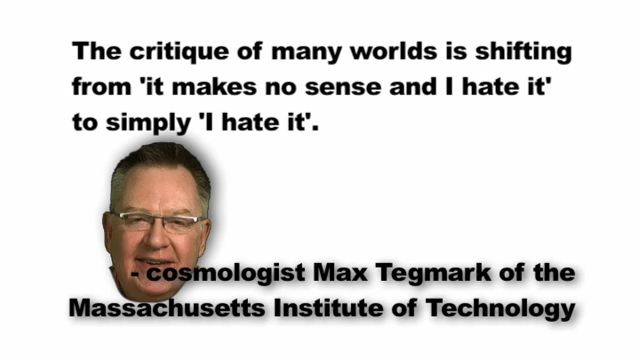 The critique of many worlds is shifting
from 'it makes no sense and I hate it'
to simply 'I hate it'.
- cosmologist Max Tegmark of the
Massachusetts Institute of Technology